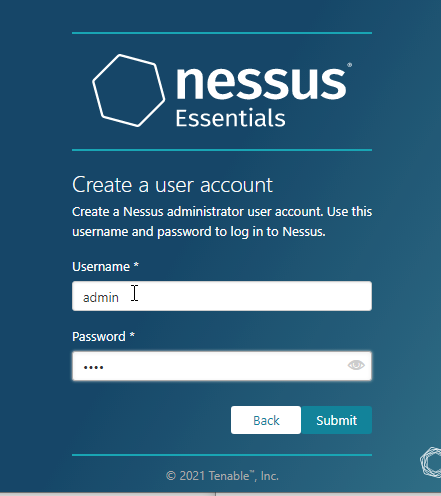 nessus®
Essentials
Create a user account
Create a Nessus administrator user account. Use this
username and password to log in to Nessus.
Username *
admin
Password *
••••
Back
Submit
© 2021 Tenable™, Inc.